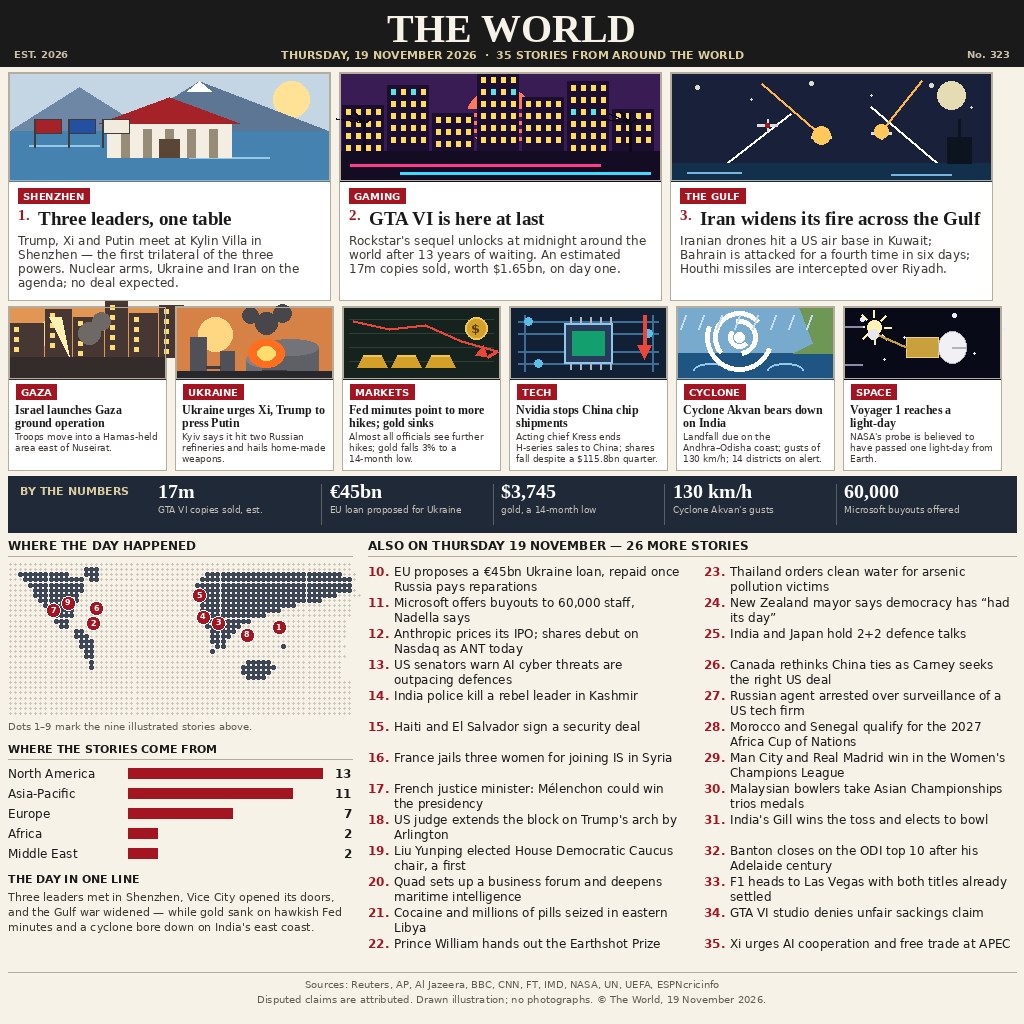 THE WORLD
EST. 2026
THURSDAY, 19 NOVEMBER 2026 · 35 STORIES FROM AROUND THE WORLD
No. 323
SHENZHEN
1. Three leaders, one table
Trump, Xi and Putin meet at Kylin Villa in
Shenzhen — the first trilateral of the three
powers. Nuclear arms, Ukraine and Iran on the
agenda; no deal expected.
GAMING
2. GTA VI is here at last
Rockstar's sequel unlocks at midnight around the
world after 13 years of waiting. An estimated
17m copies sold, worth $1.65bn, on day one.
THE GULF
3. Iran widens its fire across the Gulf
Iranian drones hit a US air base in Kuwait;
Bahrain is attacked for a fourth time in six days;
Houthi missiles are intercepted over Riyadh.
GAZA
Israel launches Gaza
ground operation
Troops move into a Hamas-held
area east of Nuseirat.
UKRAINE
Ukraine urges Xi, Trump to
press Putin
Kyiv says it hit two Russian
refineries and hails home-made
weapons.
$
MARKETS
Fed minutes point to more
hikes; gold sinks
Almost all officials see further
hikes; gold falls 3% to a
14-month low.
TECH
Nvidia stops China chip
shipments
Acting chief Kress ends
H-series sales to China; shares
fall despite a $115.8bn quarter.
CYCLONE
Cyclone Akvan bears down
on India
Landfall due on the
Andhra–Odisha coast; gusts of
130 km/h; 14 districts on alert.
SPACE
Voyager 1 reaches a
light-day
NASA's probe is believed to
have passed one light-day from
Earth.
BY THE NUMBERS
17m
GTA VI copies sold, est.
€45bn
EU loan proposed for Ukraine
$3,745
gold, a 14-month low
130 km/h
Cyclone Akvan's gusts
60,000
Microsoft buyouts offered
WHERE THE DAY HAPPENED
7
9
6
2
5
4
3
8
1
Dots 1–9 mark the nine illustrated stories above.
WHERE THE STORIES COME FROM
North America 13
Asia-Pacific 11
Europe 7
Africa 2
Middle East 2
THE DAY IN ONE LINE
Three leaders met in Shenzhen, Vice City opened its doors,
and the Gulf war widened — while gold sank on hawkish Fed
minutes and a cyclone bore down on India's east coast.
ALSO ON THURSDAY 19 NOVEMBER — 26 MORE STORIES
10. EU proposes a €45bn Ukraine loan, repaid once
Russia pays reparations
11. Microsoft offers buyouts to 60,000 staff,
Nadella says
12. Anthropic prices its IPO; shares debut on
Nasdaq as ANT today
13. US senators warn AI cyber threats are
outpacing defences
14. India police kill a rebel leader in Kashmir
15. Haiti and El Salvador sign a security deal
16. France jails three women for joining IS in Syria
17. French justice minister: Mélenchon could win
the presidency
18. US judge extends the block on Trump's arch by
Arlington
19. Liu Yunping elected House Democratic Caucus
chair, a first
20. Quad sets up a business forum and deepens
maritime intelligence
21. Cocaine and millions of pills seized in eastern
Libya
22. Prince William hands out the Earthshot Prize
23. Thailand orders clean water for arsenic
pollution victims
24. New Zealand mayor says democracy has “had
its day”
25. India and Japan hold 2+2 defence talks
26. Canada rethinks China ties as Carney seeks
the right US deal
27. Russian agent arrested over surveillance of a
US tech firm
28. Morocco and Senegal qualify for the 2027
Africa Cup of Nations
29. Man City and Real Madrid win in the Women's
Champions League
30. Malaysian bowlers take Asian Championships
trios medals
31. India's Gill wins the toss and elects to bowl
32. Banton closes on the ODI top 10 after his
Adelaide century
33. F1 heads to Las Vegas with both titles already
settled
34. GTA VI studio denies unfair sackings claim
35. Xi urges AI cooperation and free trade at APEC
Sources: Reuters, AP, Al Jazeera, BBC, CNN, FT, IMD, NASA, UN, UEFA, ESPNcricinfo
Disputed claims are attributed. Drawn illustration; no photographs. © The World, 19 November 2026.